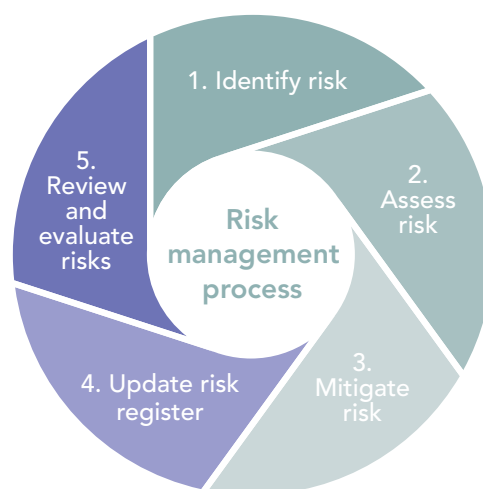 1. Identify risk
2.
Assess
risk
3.
Mitigate
risk
4. Update risk
register
5.
Review
and
evaluate
risks
Risk
management
process